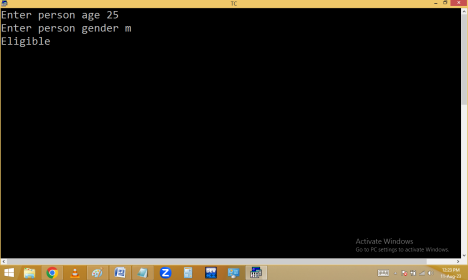 TC
Enter person age 25
Enter person gender m
Eligible
Activate Windows
Go to PC settings to activate Windows.